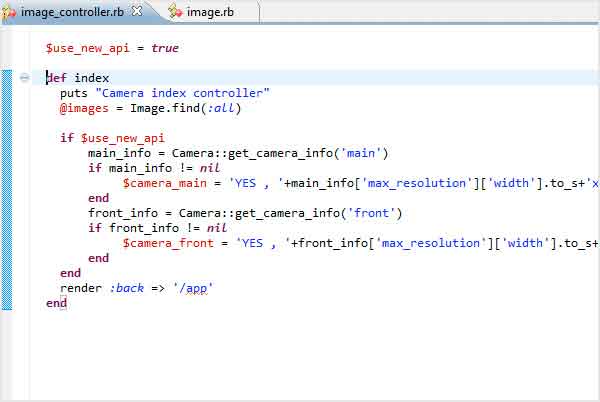 image_controller.rb image.rb
$use_new_api = true
def index
puts "Camera index controller"
@images = Image.find(:all)
if $use_new_api
main_info = Camera::get_camera_info('main')
if main_info != nil
$camera_main = 'YES , '+main_info['max_resolution']['width'].to_s+'x
end
front_info = Camera::get_camera_info('front')
if front_info != nil
$camera_front = 'YES , '+front_info['max_resolution']['width'].to_s+
end
end
render :back => '/app'
end